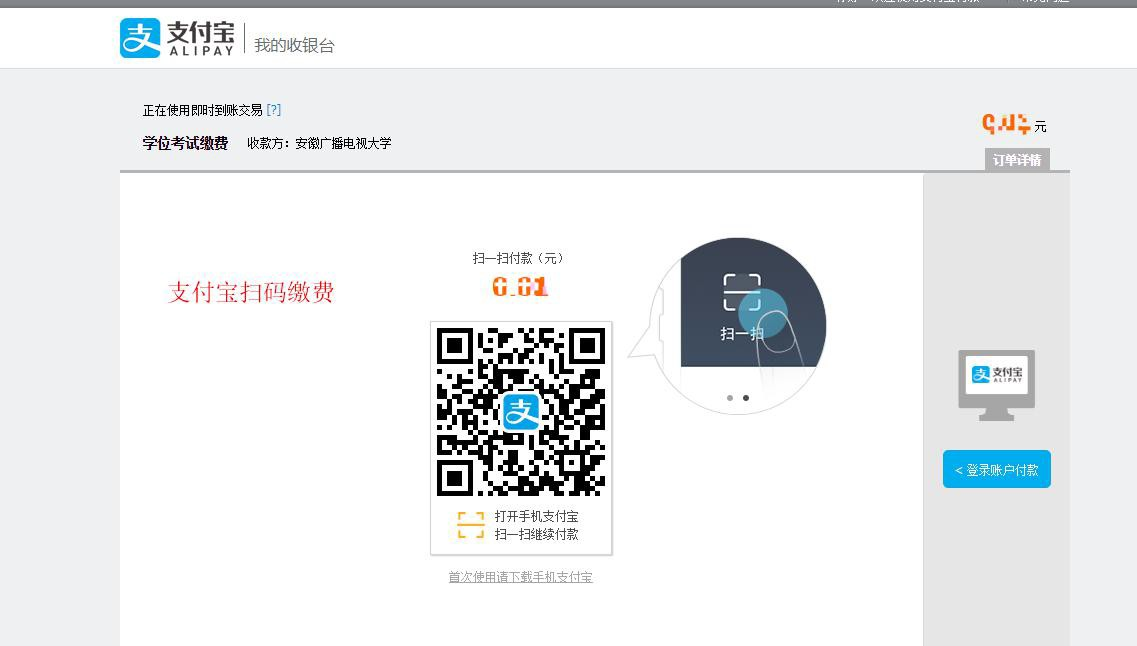 支付宝
ALIPAY
我的收银台
正在使用即时到账交易 [?]
学位考试缴费 收款方：安徽广播电视大学
元
订单详情
扫一扫付款（元）
0.01
支付宝扫码缴费
扫一扫
支付宝
ALIPAY
< 登录账户付款
打开手机支付宝
扫一扫继续付款
首次使用请下载手机支付宝